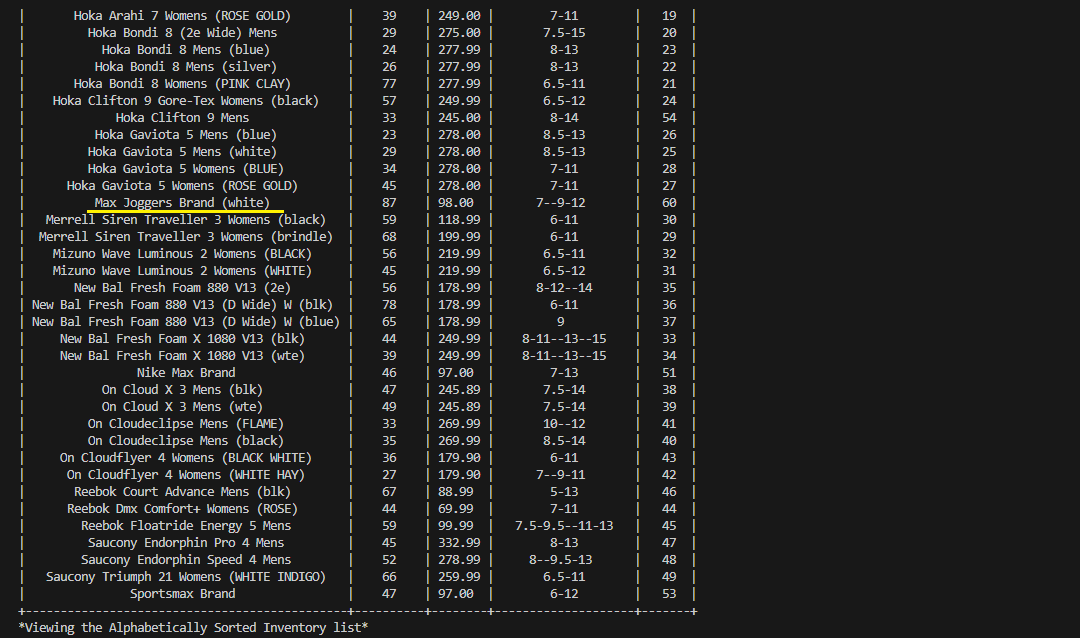 | Hoka Arahi 7 Womens (ROSE GOLD) | 39 | 249.00 | 7-11 | 19 |
| Hoka Bondi 8 (2e Wide) Mens | 29 | 275.00 | 7.5-15 | 20 |
| Hoka Bondi 8 Mens (blue) | 24 | 277.99 | 8-13 | 23 |
| Hoka Bondi 8 Mens (silver) | 26 | 277.99 | 8-13 | 22 |
| Hoka Bondi 8 Womens (PINK CLAY) | 77 | 277.99 | 6.5-11 | 21 |
| Hoka Clifton 9 Gore-Tex Womens (black) | 57 | 249.99 | 6.5-12 | 24 |
| Hoka Clifton 9 Mens | 33 | 245.00 | 8-14 | 54 |
| Hoka Gaviota 5 Mens (blue) | 23 | 278.00 | 8.5-13 | 26 |
| Hoka Gaviota 5 Mens (white) | 29 | 278.00 | 8.5-13 | 25 |
| Hoka Gaviota 5 Womens (BLUE) | 34 | 278.00 | 7-11 | 28 |
| Hoka Gaviota 5 Womens (ROSE GOLD) | 45 | 278.00 | 7-11 | 27 |
| Max Joggers Brand (white) | 87 | 98.00 | 7--9-12 | 60 |
| Merrell Siren Traveller 3 Womens (black) | 59 | 118.99 | 6-11 | 30 |
| Merrell Siren Traveller 3 Womens (brindle) | 68 | 199.99 | 6-11 | 29 |
| Mizuno Wave Luminous 2 Womens (BLACK) | 56 | 219.99 | 6.5-11 | 32 |
| Mizuno Wave Luminous 2 Womens (WHITE) | 45 | 219.99 | 6.5-12 | 31 |
| New Bal Fresh Foam 880 V13 (2e) | 56 | 178.99 | 8-12--14 | 35 |
| New Bal Fresh Foam 880 V13 (D Wide) W (blk) | 78 | 178.99 | 6-11 | 36 |
| New Bal Fresh Foam 880 V13 (D Wide) W (blue) | 65 | 178.99 | 9 | 37 |
| New Bal Fresh Foam X 1080 V13 (blk) | 44 | 249.99 | 8-11--13--15 | 33 |
| New Bal Fresh Foam X 1080 V13 (wte) | 39 | 249.99 | 8-11--13--15 | 34 |
| Nike Max Brand | 46 | 97.00 | 7-13 | 51 |
| On Cloud X 3 Mens (blk) | 47 | 245.89 | 7.5-14 | 38 |
| On Cloud X 3 Mens (wte) | 49 | 245.89 | 7.5-14 | 39 |
| On Cloudeclipse Mens (FLAME) | 33 | 269.99 | 10--12 | 41 |
| On Cloudeclipse Mens (black) | 35 | 269.99 | 8.5-14 | 40 |
| On Cloudflyer 4 Womens (BLACK WHITE) | 36 | 179.90 | 6-11 | 43 |
| On Cloudflyer 4 Womens (WHITE HAY) | 27 | 179.90 | 7--9-11 | 42 |
| Reebok Court Advance Mens (blk) | 67 | 88.99 | 5-13 | 46 |
| Reebok Dmx Comfort+ Womens (ROSE) | 44 | 69.99 | 7-11 | 44 |
| Reebok Floatride Energy 5 Mens | 59 | 99.99 | 7.5-9.5--11-13 | 45 |
| Saucony Endorphin Pro 4 Mens | 45 | 332.99 | 8-13 | 47 |
| Saucony Endorphin Speed 4 Mens | 52 | 278.99 | 8--9.5-13 | 48 |
| Saucony Triumph 21 Womens (WHITE INDIGO) | 66 | 259.99 | 6.5-11 | 49 |
| Sportsmax Brand | 47 | 97.00 | 6-12 | 53 |
+-----------------------------------------------+----------+--------+--------------------+-------+
*Viewing the Alphabetically Sorted Inventory list*